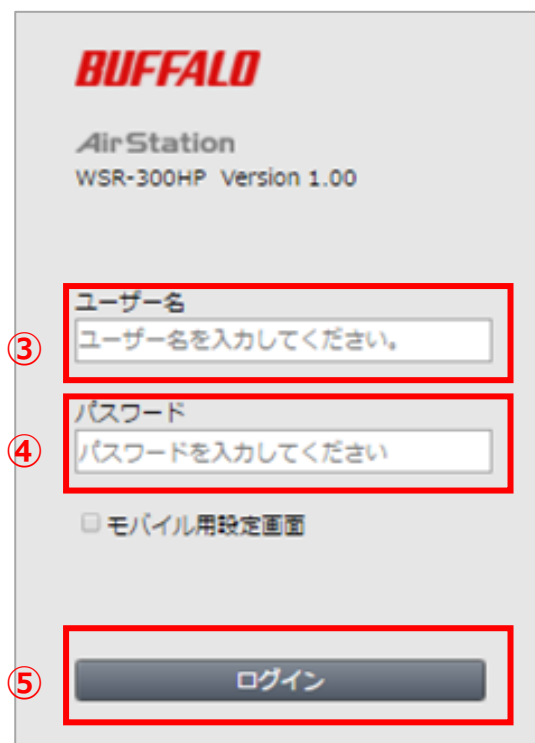 BUFFALO
AirStation
WSR-300HP Version 1.00
ユーザー名
③ ユーザー名を入力してください。
パスワード
④ パスワードを入力してください
モバイル用設定画面
⑤ ログイン